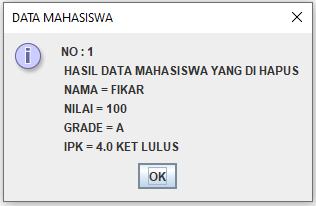 DATA MAHASISWA
NO : 1
HASIL DATA MAHASISWA YANG DI HAPUS
NAMA = FIKAR
NILAI = 100
GRADE = A
IPK = 4.0 KET LULUS
OK